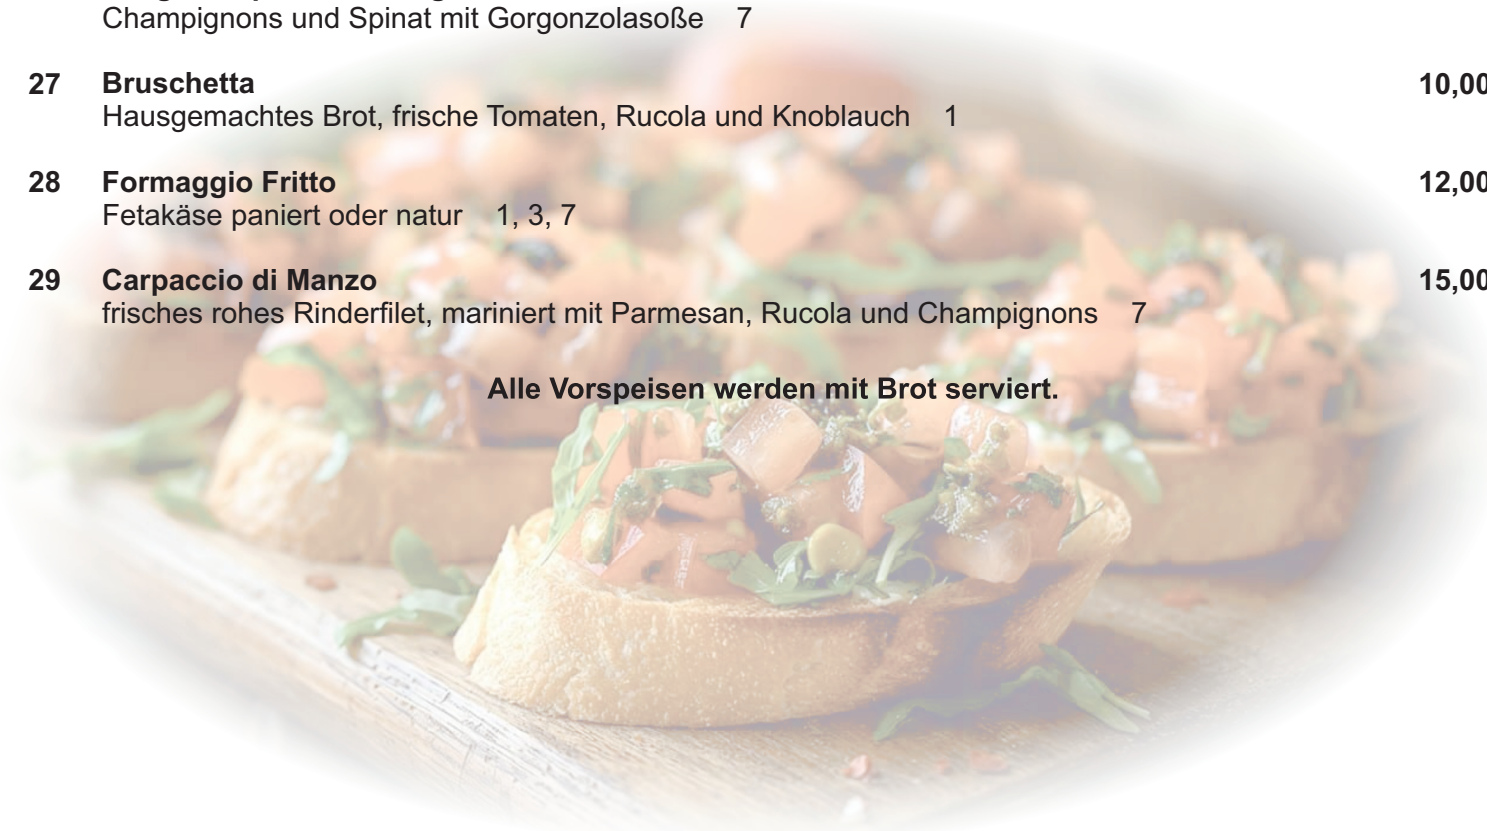 Champignons und Spinat mit Gorgonzolasoße 7
27 Bruschetta 10,00
Hausgemachtes Brot, frische Tomaten, Rucola und Knoblauch 1
28 Formaggio Fritto 12,00
Fetakäse paniert oder natur 1, 3, 7
29 Carpaccio di Manzo 15,00
frisches rohes Rinderfilet, mariniert mit Parmesan, Rucola und Champignons 7
Alle Vorspeisen werden mit Brot serviert.